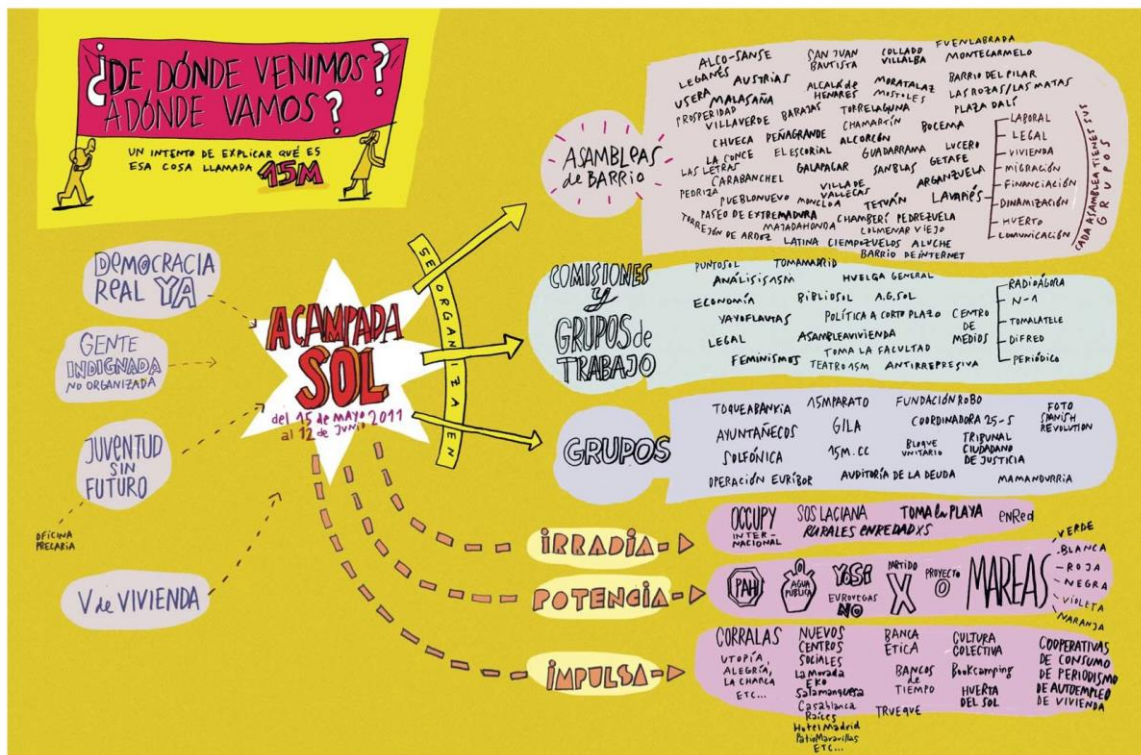 ¿DE DÓNDE VENIMOS?
A DÓNDE VAMOS?
UN INTENTO DE EXPLICAR QUÉ ES
ESA COSA LLAMADA 15M
DEMOCRACIA
REAL YA
GENTE
INDIGNADA
NO ORGANIZADA
JUVENTUD
SIN
FUTURO
OFICINA
PRECARIA
V de VIVIENDA
ACAMPADA
SOL
del 15 de MAYO 2011
al 12 de JUNIO
SE ORGANIZA EN
ASAMBLEAS
de BARRIO
ALCO-SANSE
SAN JUAN
BAUTISTA
COLLADO
VILLALBA
FUENLABRADA
MONTECARMELO
LEGANÉS
AUSTRIAS
ALCALÁ DE
HENARES
MORATALAZ
BARRIO DEL PILAR
USERA
MALASAÑA
MOSTOLES
LAS ROZAS/LAS MATAS
PROSPERIDAD
VILLAVERDE
BARAJAS
TORRELAGUNA
PLAZA DALÍ
CHAMARTÍN
CHUECA
PEÑAGRANDE
ALCORCÓN
BOCEMA
LA CONCE
EL ESCORIAL
GUADARRAMA
LUCERO
LAS LETRAS
GALAPAGAR
SANBLAS
GETAFE
CARABANCHEL
PEDRIZA
VILLA DE
VALLECAS
ARGANZUELA
PUEBLONUEVO
MONCLOA
TETUÁN
LAVAPIÉS
PASEO DE EXTREMADURA
CHAMBERÍ
PEDREZUELA
TORREJÓN DE ARDOZ
MAJADAHONDA
COLMENAR VIEJO
LATINA
CIEMPOZUELOS
ALUCHE
BARRIO DE INTERNET
LABORAL
LEGAL
VIVIENDA
MIGRACIÓN
FINANCIACIÓN
DINAMIZACIÓN
HUERTO
COMUNICACIÓN
CADA ASAMBLEA TIENE SUS
GRUPOS
COMISIONES
Y
GRUPOS de
TRABAJO
PUNTOSOL
TOMAMADRID
ANÁLISIS15M
HUELGA GENERAL
ECONOMÍA
BIBLIOSOL
A.G.SOL
YAYOFLAUTAS
POLÍTICA A CORTO PLAZO
LEGAL
ASAMBLEAVIVIENDA
TOMA LA FACULTAD
FEMINISMOS
TEATRO15M
ANTIRREPRESIVA
CENTRO
DE
MEDIOS
RADIOÁGORA
N-1
TOMALATELE
DIFRED
PERIÓDICO
GRUPOS
TOQUEABANKIA
15MPARATO
FUNDACIÓN ROBO
FOTO
SPANISH
REVOLUTION
AYUNTAÑECOS
GILA
COORDINADORA 25-S
SOLFÓNICA
15M.CC
BLOQUE
UNITARIO
TRIBUNAL
CIUDADANO
DE JUSTICIA
OPERACIÓN EURÍBOR
AUDITORÍA DE LA DEUDA
MAMANDURRIA
IRRADIA
OCCUPY
INTER-
NACIONAL
SOS LACIANA
TOMA la PLAYA
enRed
RURALES ENREDADXS
POTENCIA
PAH
AGUA
PÚBLICA
YoSí
EUROVEGAS
NO
PARTIDO
X
PROYECTO
O
MAREAS
VERDE
BLANCA
ROJA
NEGRA
VIOLETA
NARANJA
IMPULSA
CORRALAS
UTOPÍA,
ALEGRÍA,
LA CHARCA
ETC...
NUEVOS
CENTROS
SOCIALES
La Morada
EKO
Salamanquesa
Casablanca
Raíces
Hotel Madrid
Patio Maravillas
ETC...
BANCA
ÉTICA
BANCOS
DE
TIEMPO
TRUEQUE
CULTURA
COLECTIVA
Bookcamping
HUERTA
DEL SOL
COOPERATIVAS
DE CONSUMO
DE PERIODISMO
DE AUTOEMPLEO
DE VIVIENDA